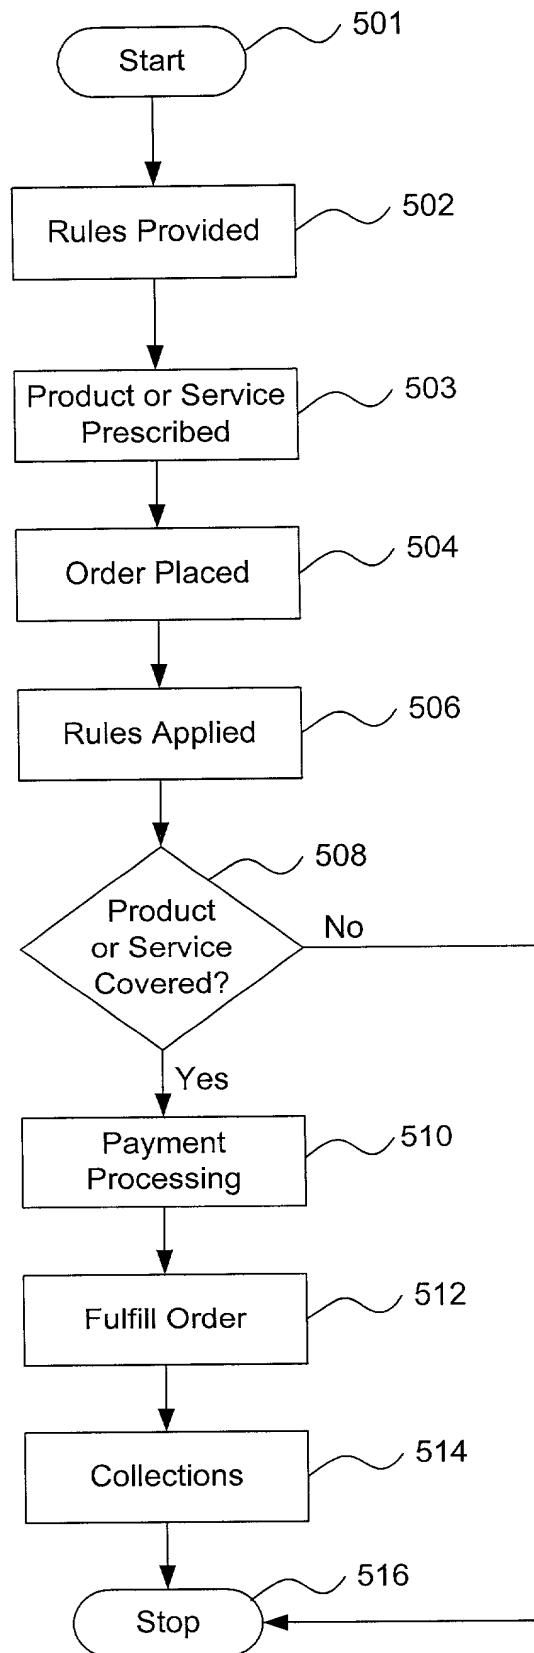 501
Start
502
Rules Provided
503
Product or Service
Prescribed
504
Order Placed
506
Rules Applied
508
Product
or Service
Covered?
No
Yes
510
Payment
Processing
512
Fulfill Order
514
Collections
516
Stop